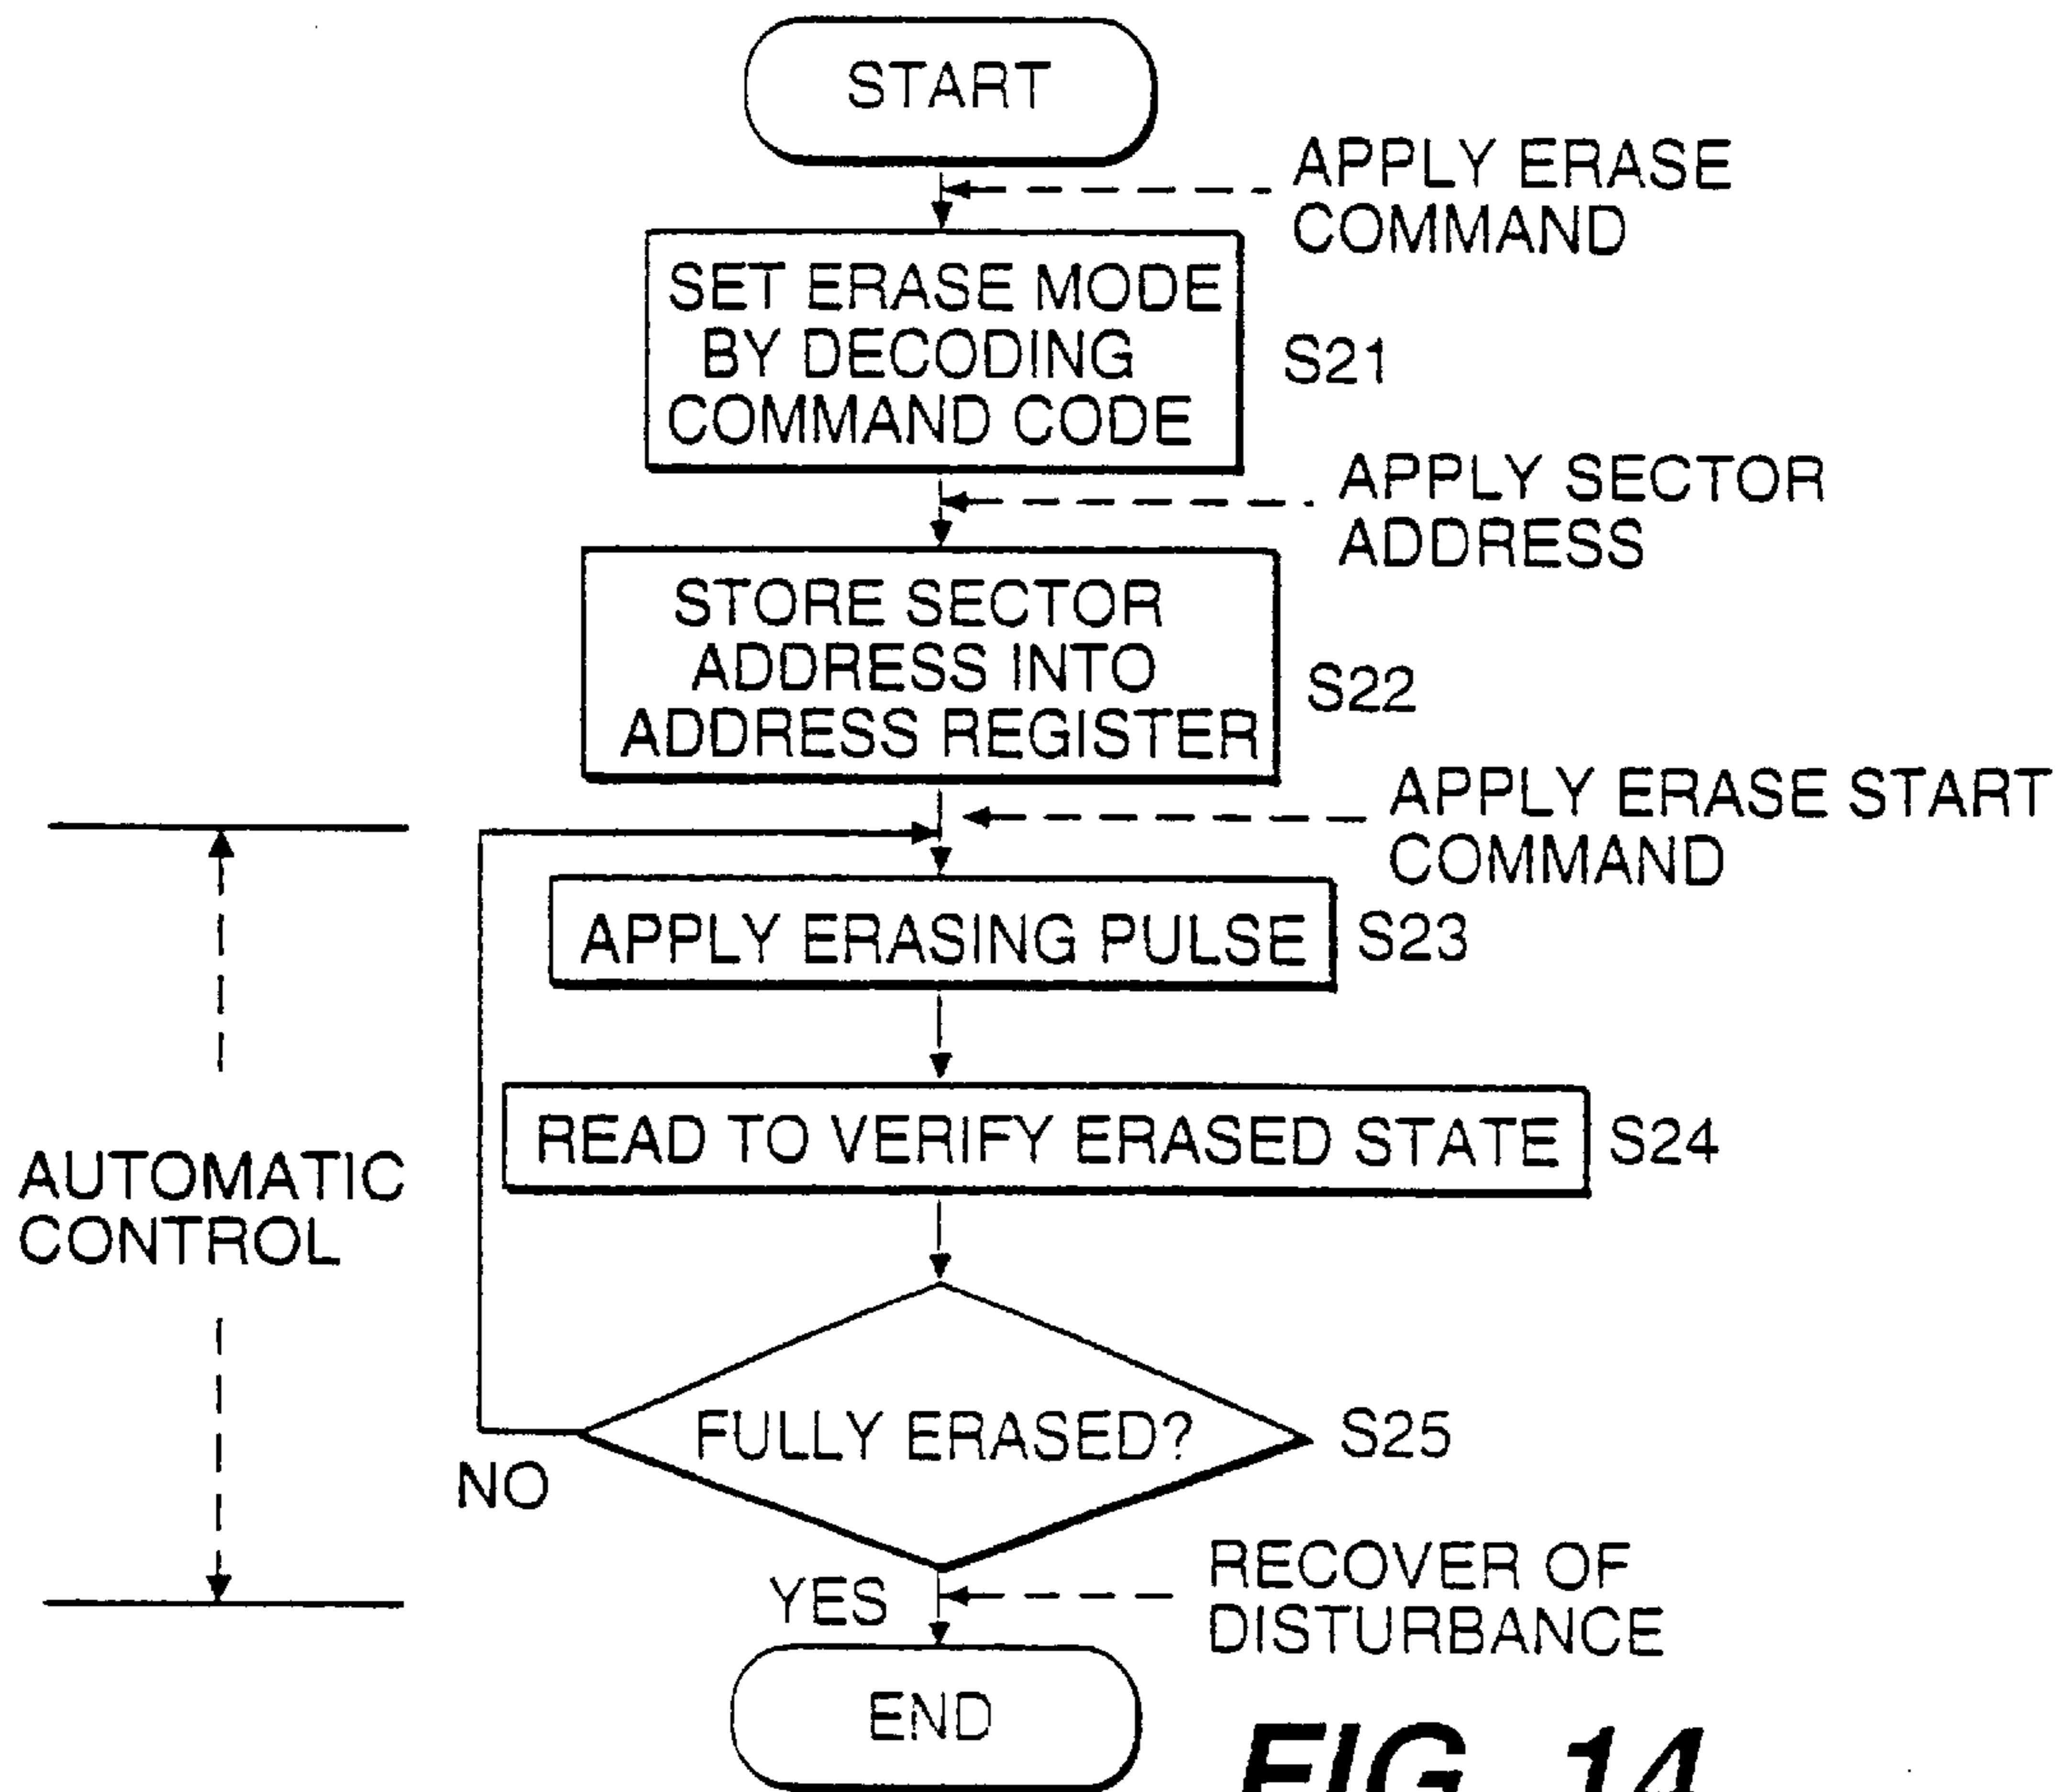 START
APPLY ERASE
COMMAND
SET ERASE MODE
BY DECODING
COMMAND CODE
S21
APPLY SECTOR
ADDRESS
STORE SECTOR
ADDRESS INTO
ADDRESS REGISTER
S22
APPLY ERASE START
COMMAND
APPLY ERASING PULSE
S23
READ TO VERIFY ERASED STATE
S24
AUTOMATIC
CONTROL
FULLY ERASED?
S25
NO
YES
RECOVER OF
DISTURBANCE
END
FIG. 14